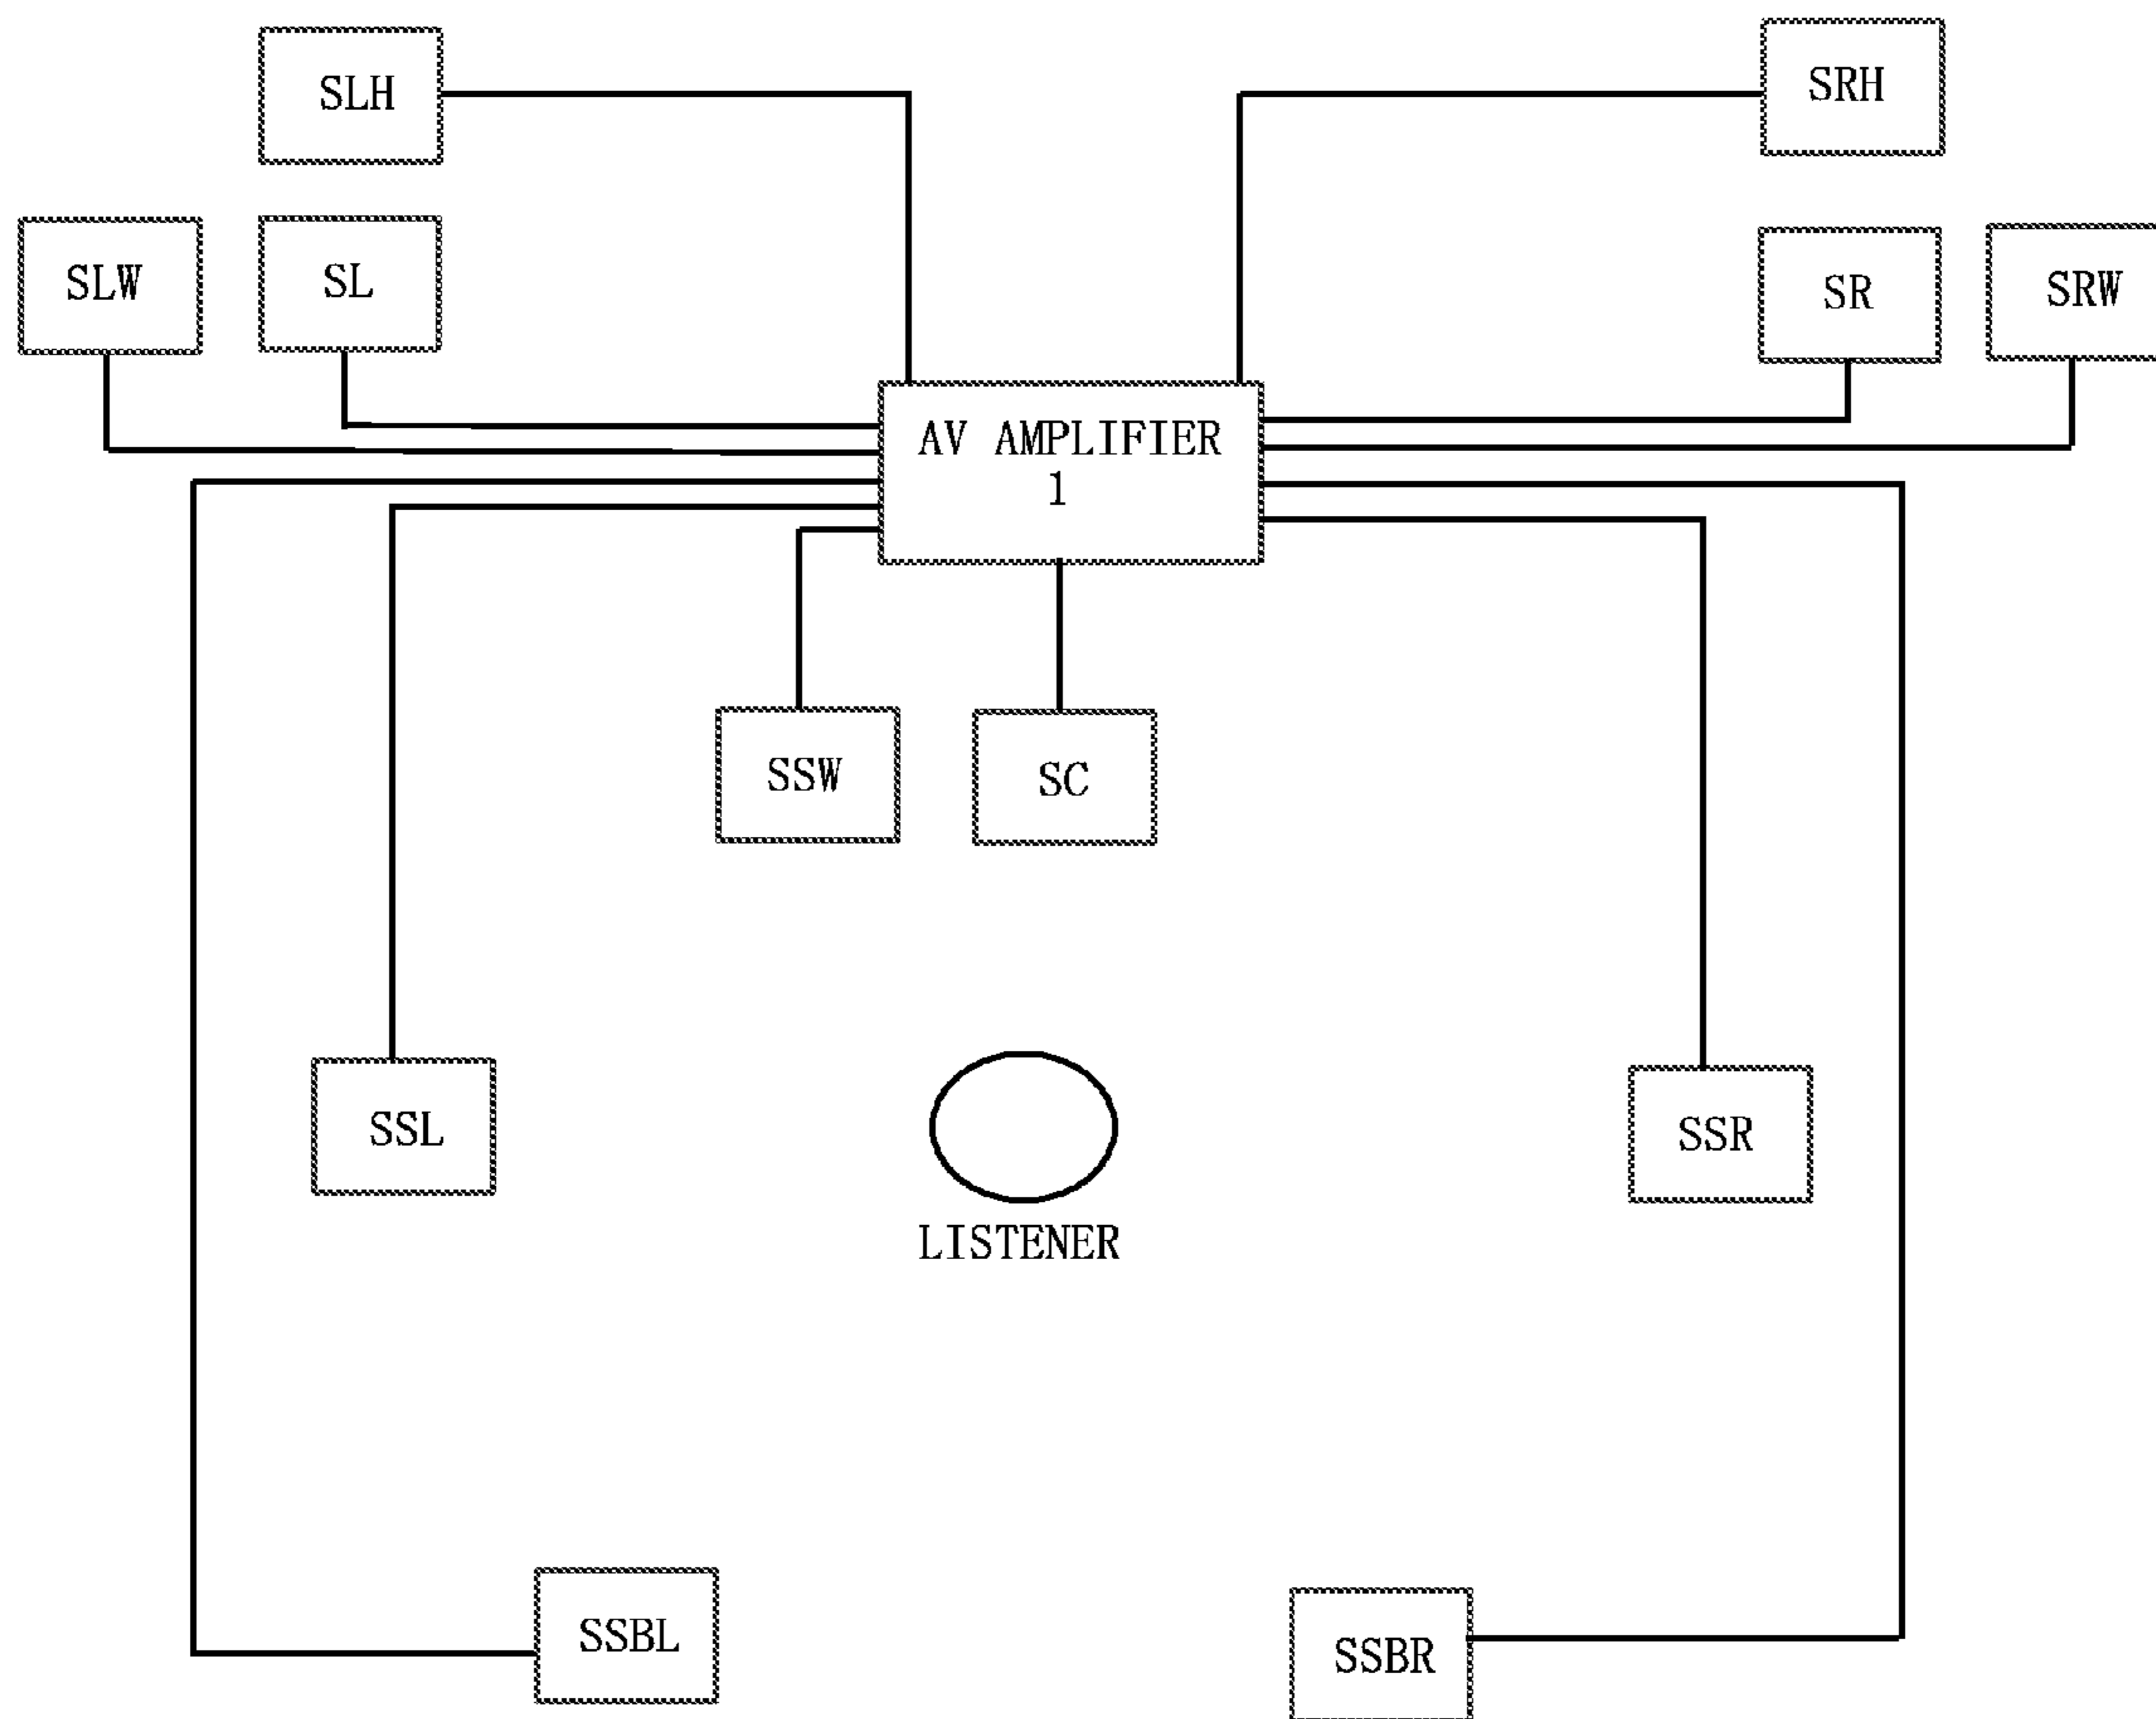 SLH
SRH
SLW
SL
SR
SRW
AV AMPLIFIER
1
SSW
SC
SSL
SSR
LISTENER
SSBL
SSBR